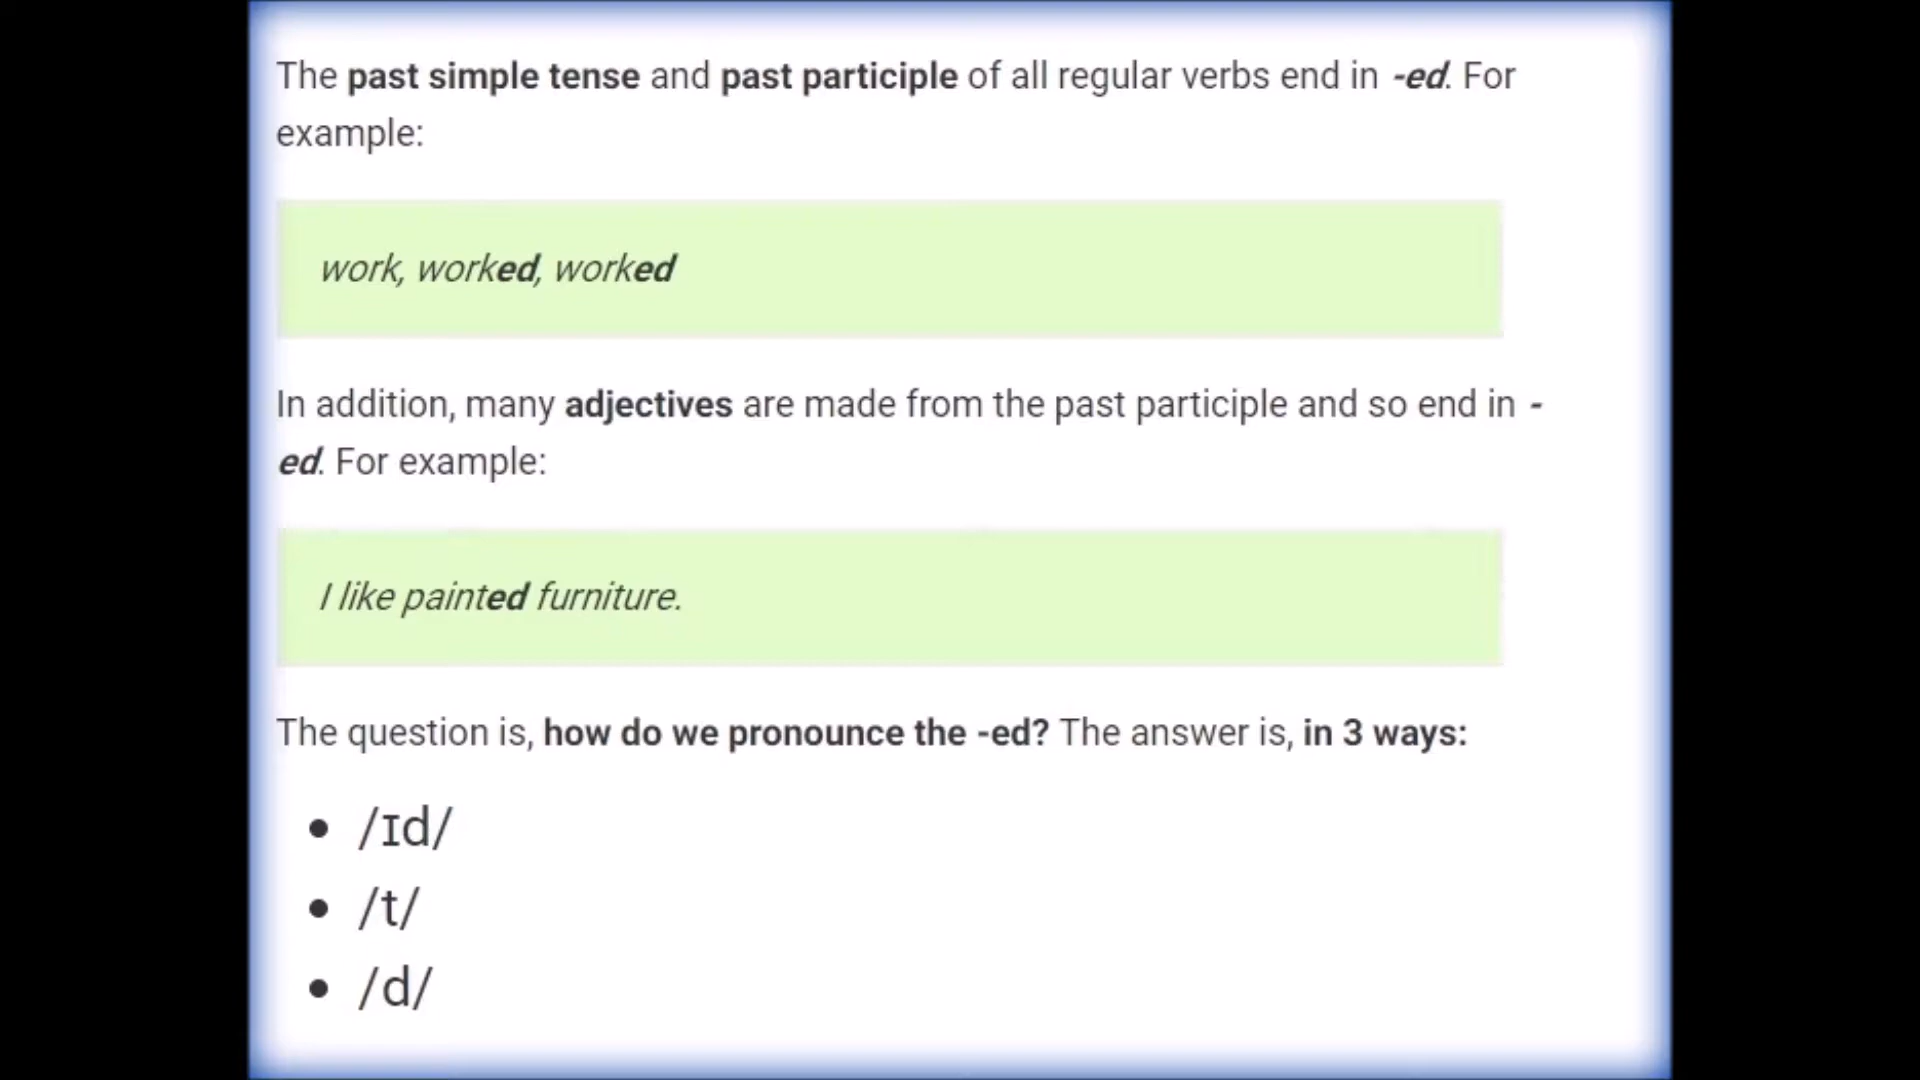 The past simple tense and past participle of all regular verbs end in -ed. For
example:
work, worked, worked
In addition, many adjectives are made from the past participle and so end in -
ed. For example:
I like painted furniture.
The question is, how do we pronounce the -ed? The answer is, in 3 ways:
• /ɪd/
• /t/
• /d/